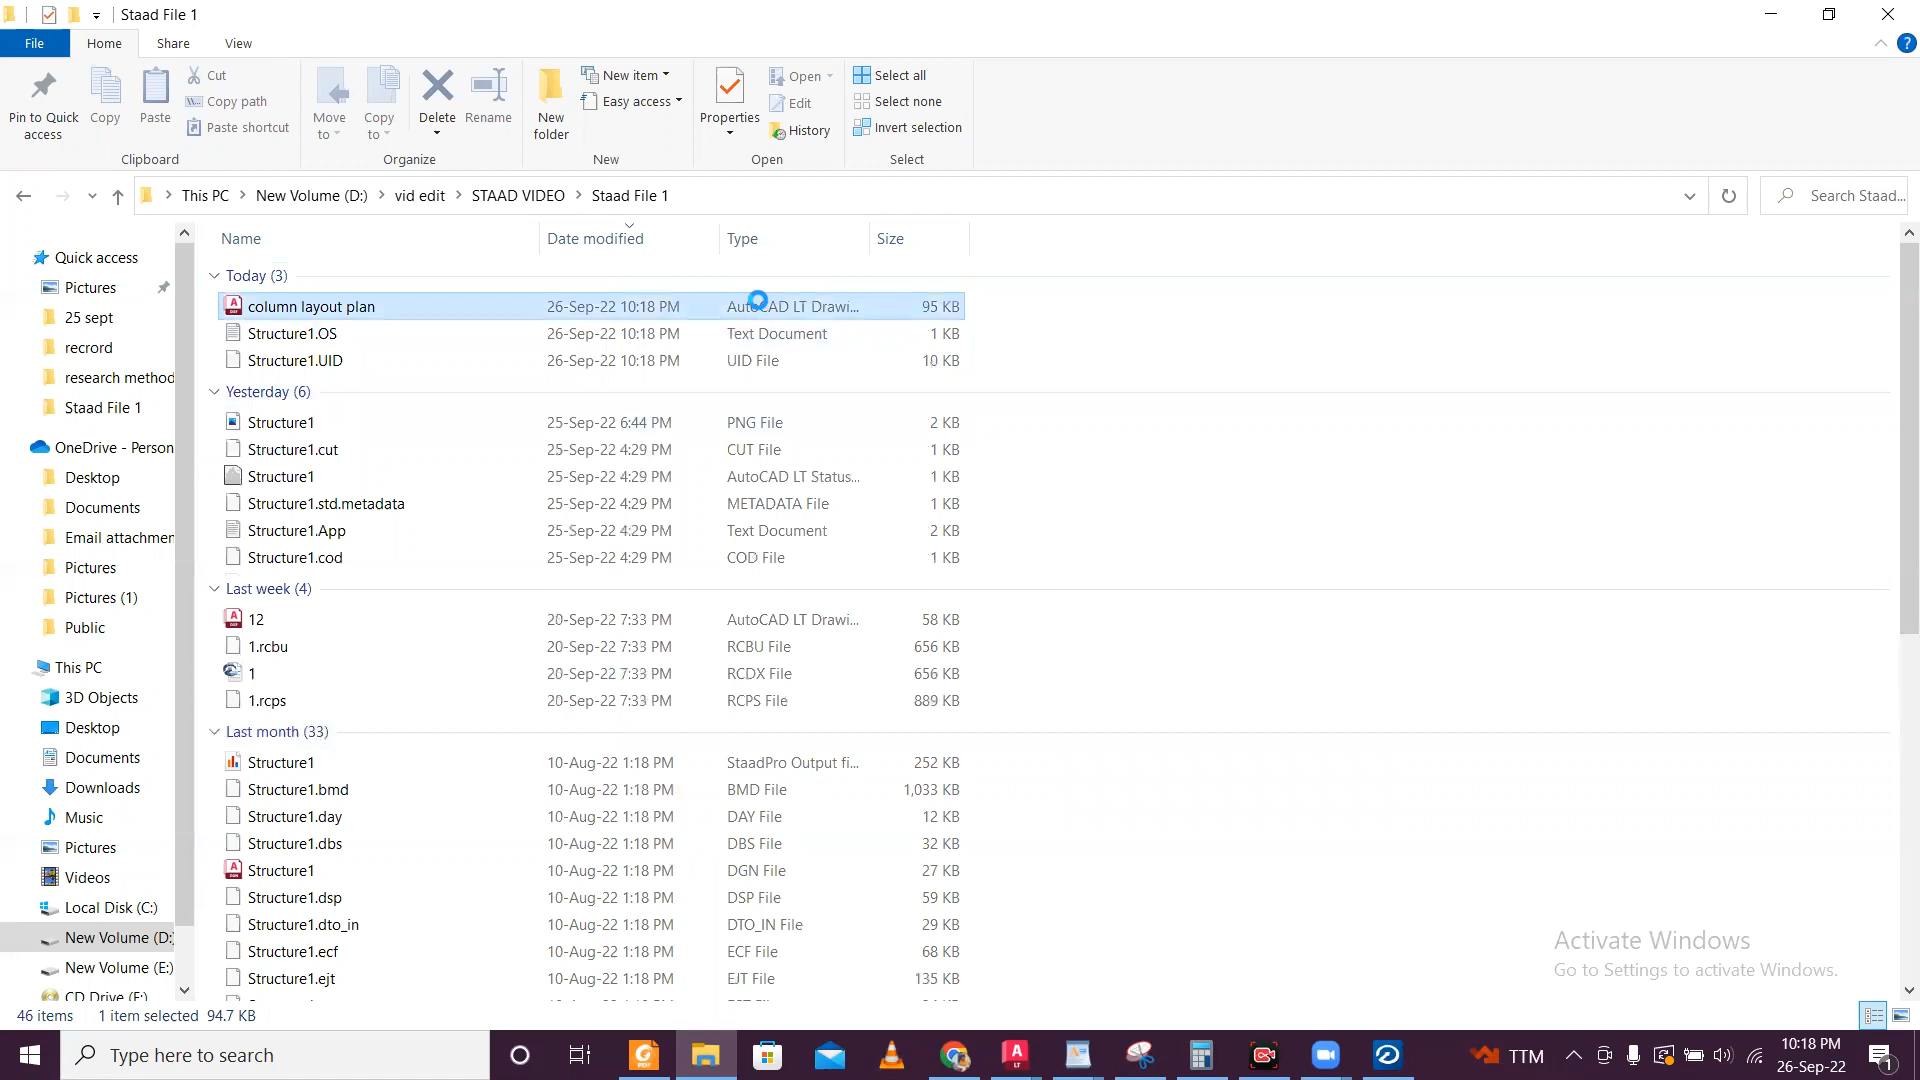 Staad File 1
File Home Share View
Pin to Quick access
Copy
Paste
Cut
Copy path
Paste shortcut
Clipboard
Move to
Copy to
Delete
Rename
Organize
New folder
New item
Easy access
New
Properties
Open
Edit
History
Open
Select all
Select none
Invert selection
Select
This PC New Volume (D:) vid edit STAAD VIDEO Staad File 1
Search Staad...
Name Date modified Type Size
Quick access
Pictures
25 sept
recrord
research method
Staad File 1
OneDrive - Person
Desktop
Documents
Email attachmen
Pictures
Pictures (1)
Public
This PC
3D Objects
Desktop
Documents
Downloads
Music
Pictures
Videos
Local Disk (C:)
New Volume (D:)
New Volume (E:)
CD Drive (F:)
Today (3)
column layout plan 26-Sep-22 10:18 PM AutoCAD LT Drawi... 95 KB
Structure1.OS 26-Sep-22 10:18 PM Text Document 1 KB
Structure1.UID 26-Sep-22 10:18 PM UID File 10 KB
Yesterday (6)
Structure1 25-Sep-22 6:44 PM PNG File 2 KB
Structure1.cut 25-Sep-22 4:29 PM CUT File 1 KB
Structure1 25-Sep-22 4:29 PM AutoCAD LT Status... 1 KB
Structure1.std.metadata 25-Sep-22 4:29 PM METADATA File 1 KB
Structure1.App 25-Sep-22 4:29 PM Text Document 2 KB
Structure1.cod 25-Sep-22 4:29 PM COD File 1 KB
Last week (4)
12 20-Sep-22 7:33 PM AutoCAD LT Drawi... 58 KB
1.rcbu 20-Sep-22 7:33 PM RCBU File 656 KB
1 20-Sep-22 7:33 PM RCDX File 656 KB
1.rcps 20-Sep-22 7:33 PM RCPS File 889 KB
Last month (33)
Structure1 10-Aug-22 1:18 PM StaadPro Output fi... 252 KB
Structure1.bmd 10-Aug-22 1:18 PM BMD File 1,033 KB
Structure1.day 10-Aug-22 1:18 PM DAY File 12 KB
Structure1.dbs 10-Aug-22 1:18 PM DBS File 32 KB
Structure1 10-Aug-22 1:18 PM DGN File 27 KB
Structure1.dsp 10-Aug-22 1:18 PM DSP File 59 KB
Structure1.dto_in 10-Aug-22 1:18 PM DTO_IN File 29 KB
Structure1.ecf 10-Aug-22 1:18 PM ECF File 68 KB
Structure1.ejt 10-Aug-22 1:18 PM EJT File 135 KB
Activate Windows
Go to Settings to activate Windows.
46 items 1 item selected 94.7 KB
Type here to search
TTM
10:18 PM
26-Sep-22
1